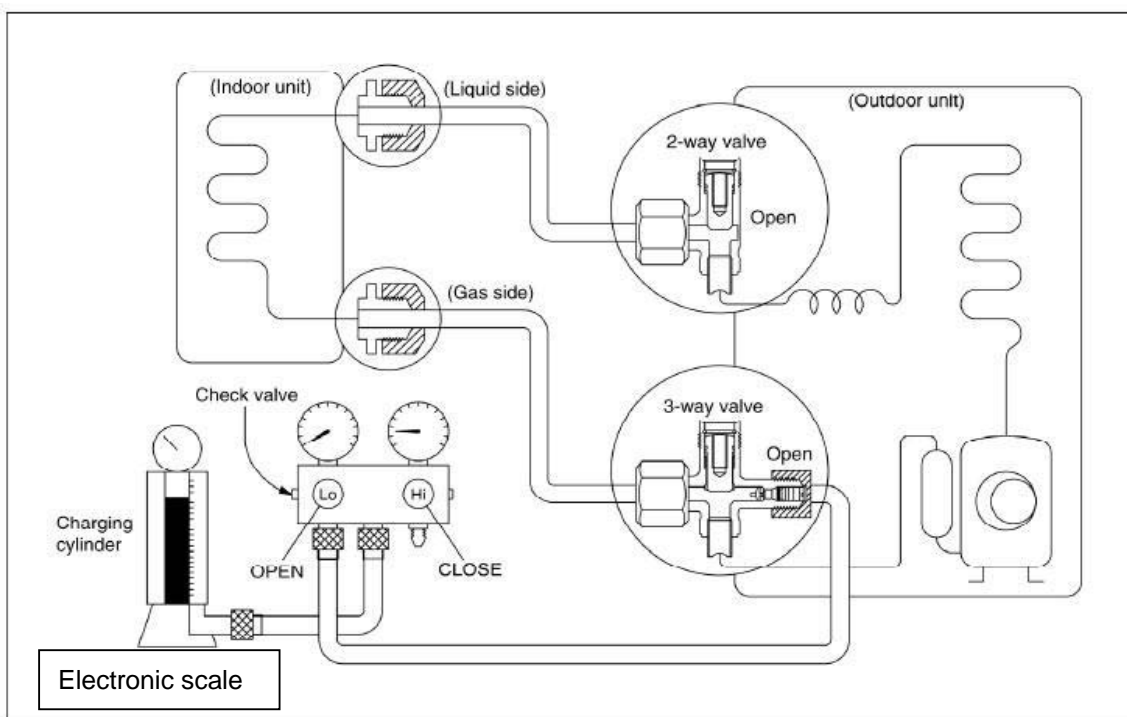 (Indoor unit)
(Liquid side)
(Outdoor unit)
2-way valve
Open
(Gas side)
Check valve
3-way valve
Open
Lo
Hi
Charging
cylinder
OPEN
CLOSE
Electronic scale